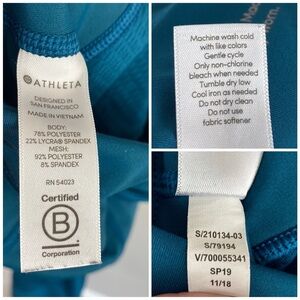 ATHLETA
DESIGNED IN
SAN FRANCISCO
MADE IN VIETNAM
BODY:
78% POLYESTER
22% LYCRA® SPANDEX
MESH:
92% POLYESTER
8% SPANDEX
RN 54023
Certified
B
Corporation
Machine wash cold
with like colors
Gentle cycle
Only non-chlorine
bleach when needed
Tumble dry low
Cool iron as needed
Do not dry clean
Do not use
fabric softener
S/210134-03
S/79194
V/700055341
SP19
11/18